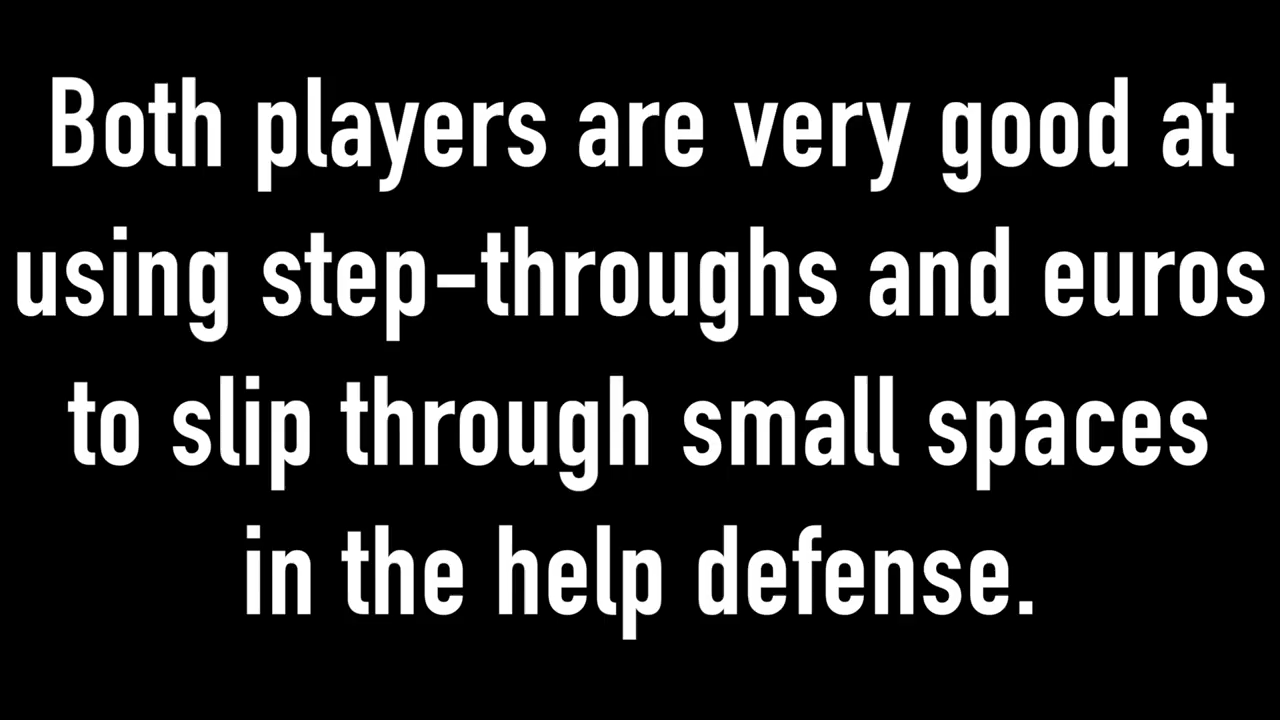 Both players are very good at
using step-throughs and euros
to slip through small spaces
in the help defense.